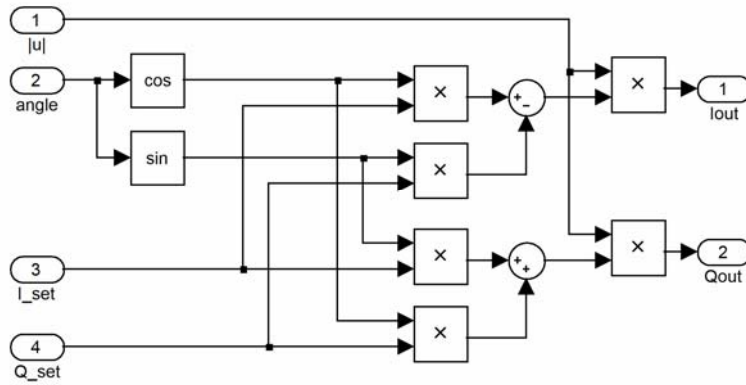 1
|u|
2
angle
cos
sin
×
×
+
−
×
1
Iout
×
×
+
+
×
2
Qout
3
I_set
4
Q_set